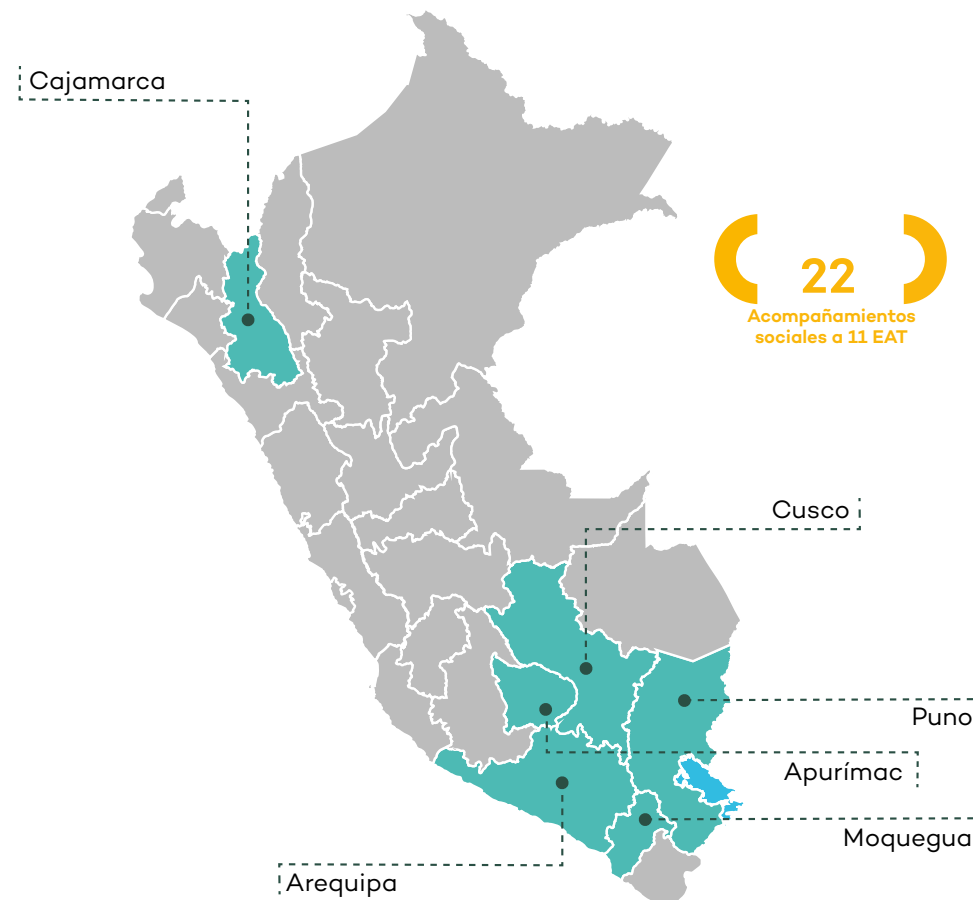 Cajamarca
22
Acompañamientos
sociales a 11 EAT
Cusco
Puno
Apurímac
Moquegua
Arequipa